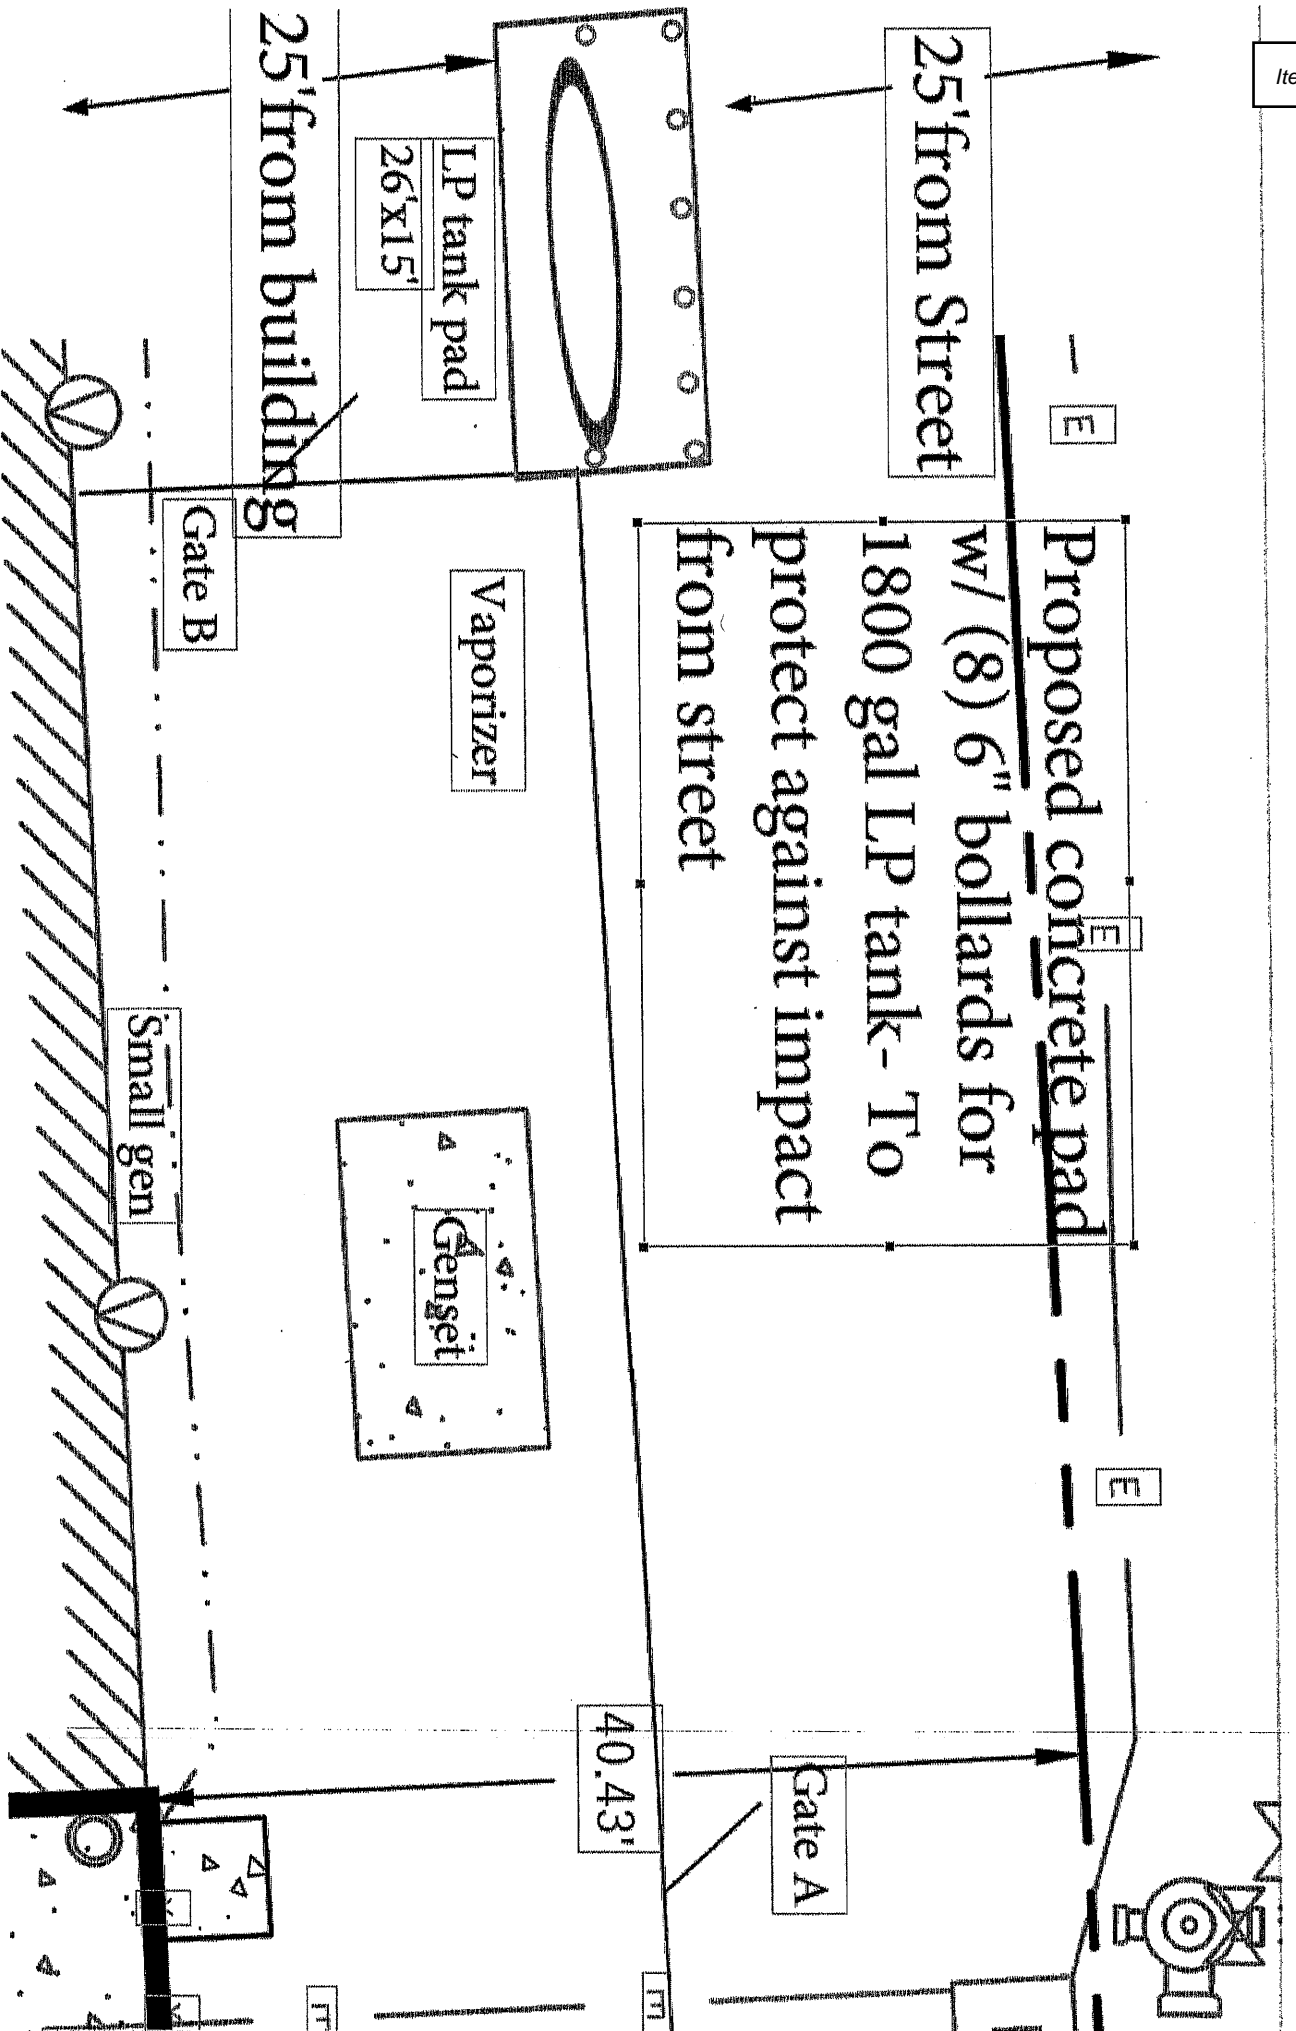 Ite
25'from Street
E
Proposed concrete pad
w/ (8) 6" bollards for
1800 gal LP tank- To
protect against impact
from street
E
E
LP tank pad
26'x15'
25'from building
Gate B
Vaporizer
Small gen
Genset
40.43'
Gate A
E
E
V
V